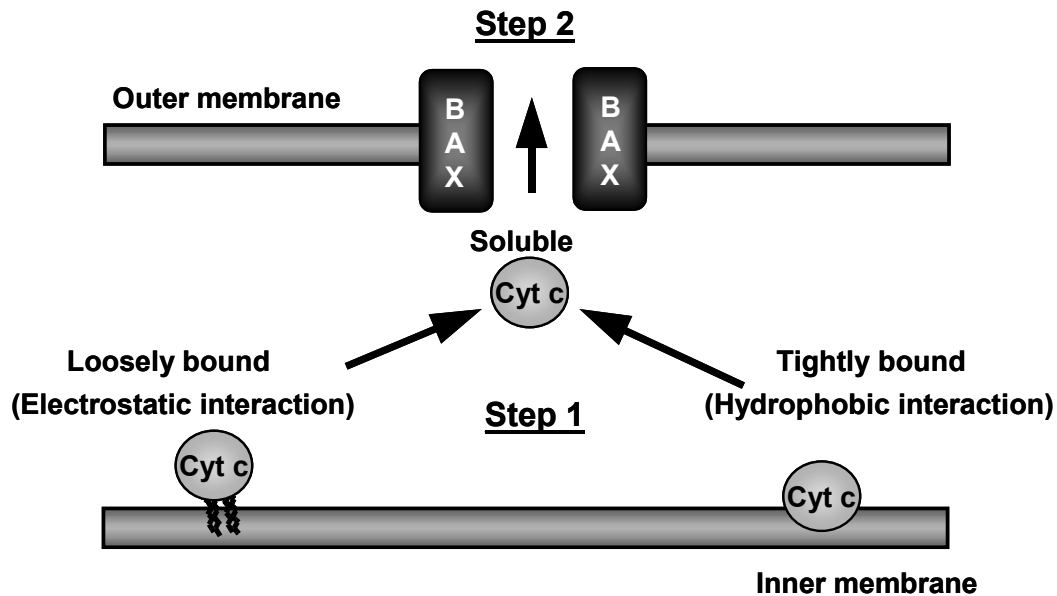 Step 2
Outer membrane
B
A
X
B
A
X
Soluble
Cyt c
Loosely bound
(Electrostatic interaction)
Tightly bound
(Hydrophobic interaction)
Step 1
Cyt c
Cyt c
Inner membrane